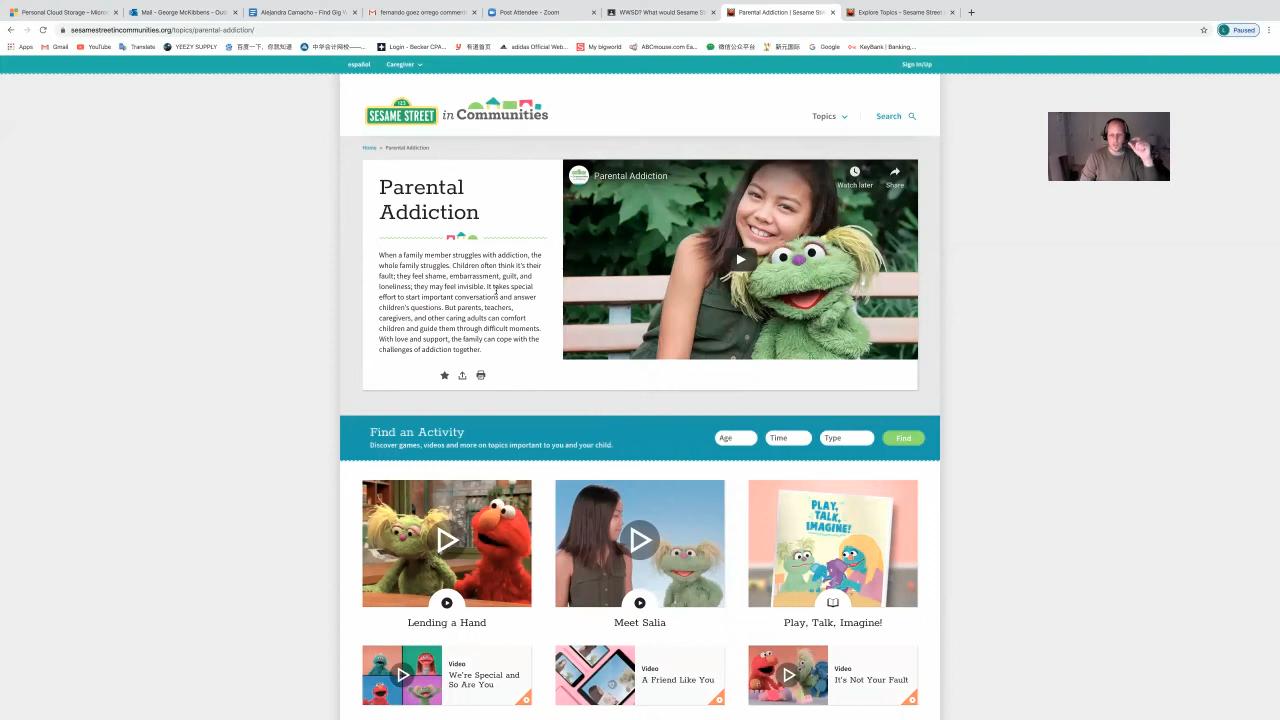 Personal Cloud Storage – Micros
Mail - George McKibbens - Outl
Alejandra Camacho - Find Gig W
fernando goez orrego comment
Post Attendee - Zoom
WWSD? What would Sesame St
Parental Addiction | Sesame Str
Explore Topics - Sesame Street
sesamestreetincommunities.org/topics/parental-addiction/
Paused
Apps
Gmail
YouTube
Translate
YEEZY SUPPLY
百度一下，你就知道
中华会计网校——...
Login - Becker CPA...
有道首页
adidas Official Web...
My bigworld
ABCmouse.com Ea...
微信公众平台
新元国际
Google
KeyBank | Banking,...
español
Caregiver
Sign In/Up
123
SESAME STREET in Communities
Topics
Search
Home » Parental Addiction
Parental
Addiction
When a family member struggles with addiction, the
whole family struggles. Children often think it's their
fault; they feel shame, embarrassment, guilt, and
loneliness; they may feel invisible. It takes special
effort to start important conversations and answer
children's questions. But parents, teachers,
caregivers, and other caring adults can comfort
children and guide them through difficult moments.
With love and support, the family can cope with the
challenges of addiction together.
Parental Addiction
Watch later
Share
Find an Activity
Discover games, videos and more on topics important to you and your child.
Age
Time
Type
Find
PLAY,
TALK,
IMAGINE!
Lending a Hand
Meet Salia
Play, Talk, Imagine!
Video
We're Special and
So Are You
Video
A Friend Like You
Video
It's Not Your Fault